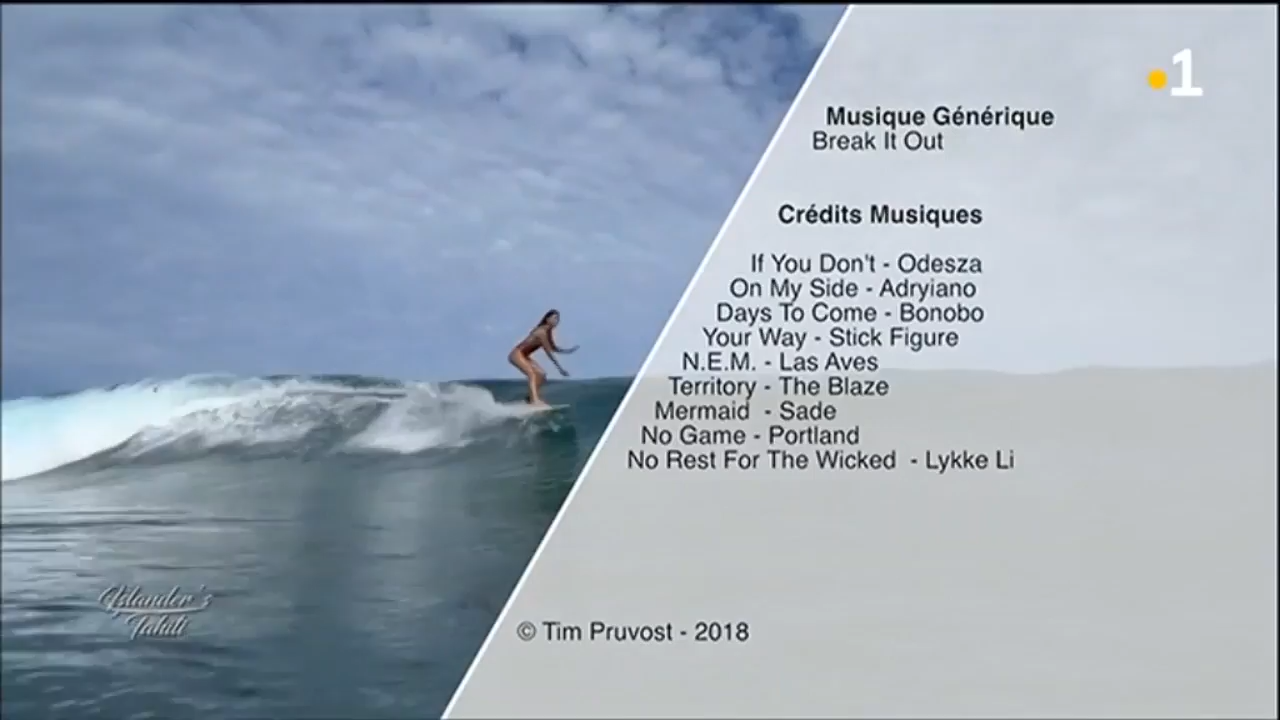 1
Musique Générique
Break It Out
Crédits Musiques
If You Don't - Odesza
On My Side - Adryiano
Days To Come - Bonobo
Your Way - Stick Figure
N.E.M. - Las Aves
Territory - The Blaze
Mermaid - Sade
No Game - Portland
No Rest For The Wicked - Lykke Li
Islander's
Tahiti
© Tim Pruvost - 2018